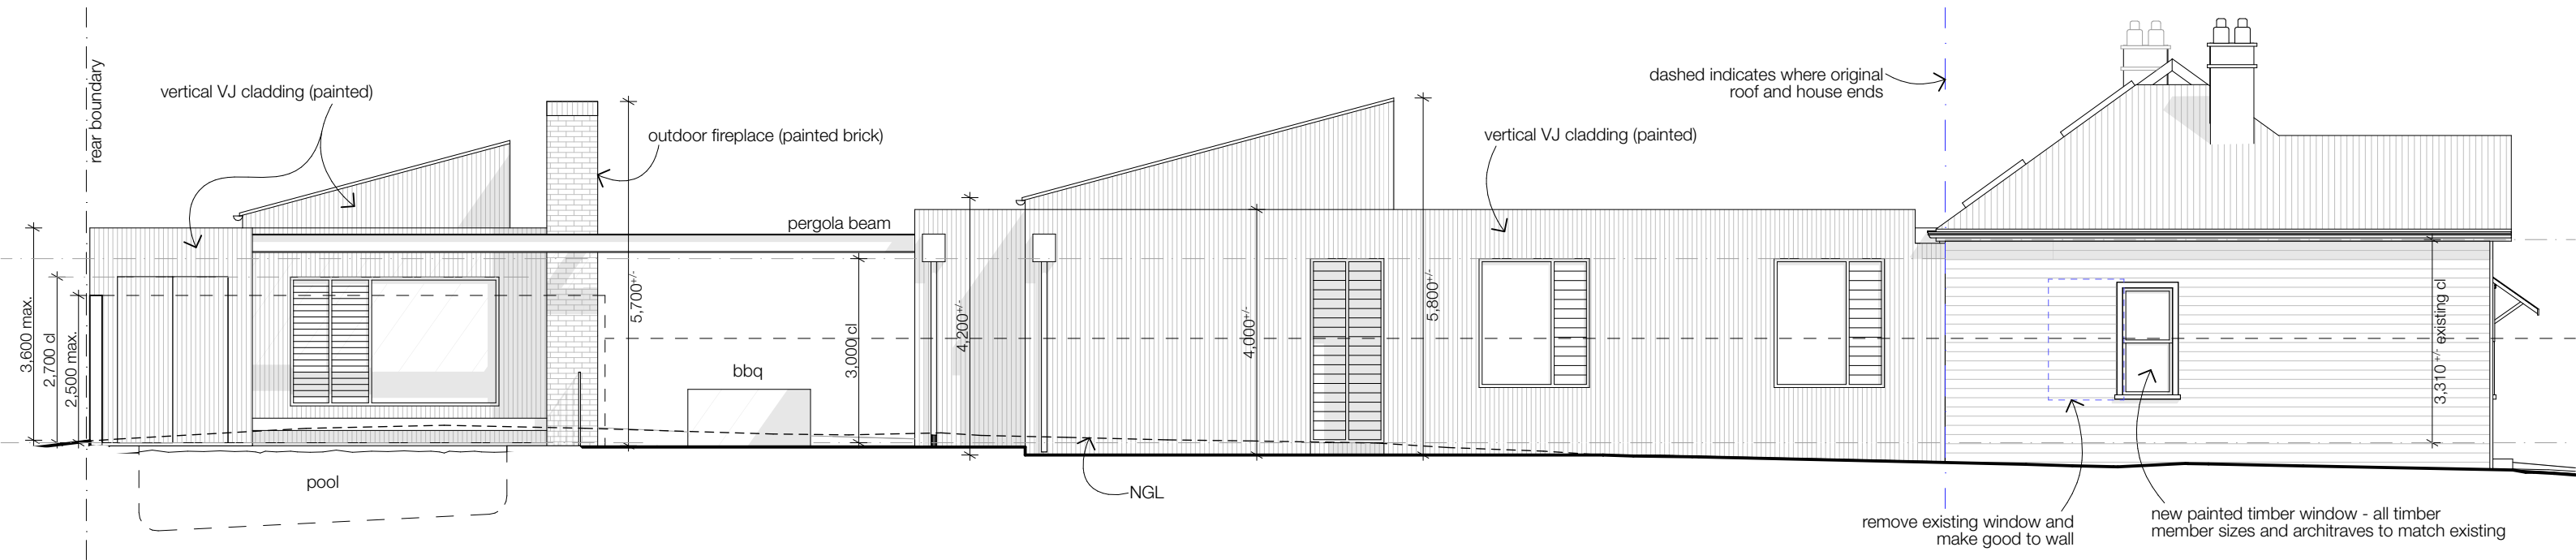 rear boundary
vertical VJ cladding (painted)
outdoor fireplace (painted brick)
pergola beam
vertical VJ cladding (painted)
dashed indicates where original
roof and house ends
3,600 max.
2,700 cl
2,500 max.
5,700+/-
bbq
3,000 cl
4,200+/-
4,000+/-
5,800+/-
3,310 +/- existing cl
pool
NGL
remove existing window and
make good to wall
new painted timber window - all timber
member sizes and architraves to match existing